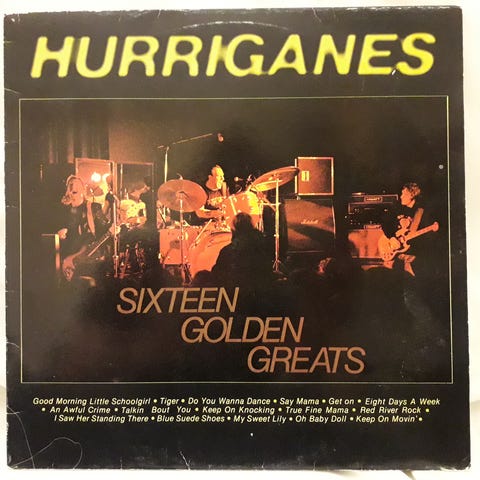 HURRIGANES
SIXTEEN
GOLDEN
GREATS
Good Morning Little Schoolgirl • Tiger • Do You Wanna Dance • Say Mama • Get on • Eight Days A Week
• An Awful Crime • Talkin Bout You • Keep On Knocking • True Fine Mama • Red River Rock •
I Saw Her Standing There • Blue Suede Shoes • My Sweet Lily • Oh Baby Doll • Keep On Movin' •